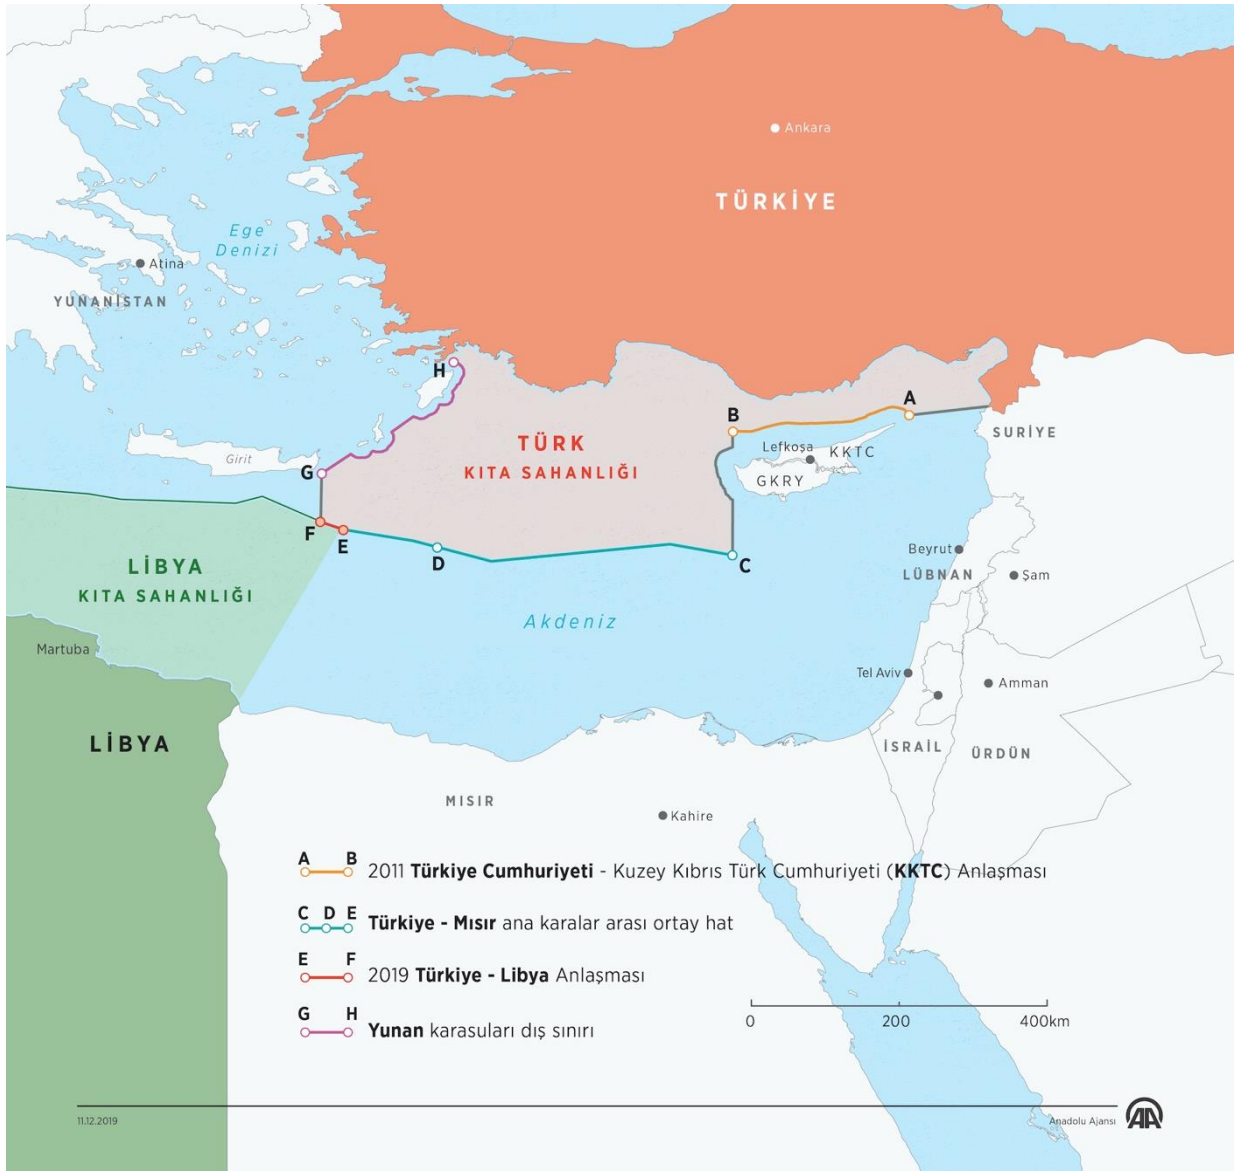 Ankara
TÜRKİYE
Ege
Denizi
Atina
YUNANİSTAN
H
A
B
SURİYE
TÜRK
KITA SAHANLIĞI
Lefkoşa
KKTC
GKRY
Girit
G
F
E
D
C
LİBYA
KITA SAHANLIĞI
Beyrut
LÜBNAN
Şam
Akdeniz
Martuba
Tel Aviv
Amman
LİBYA
İSRAİL
ÜRDÜN
MISIR
Kahire
A B
2011 Türkiye Cumhuriyeti - Kuzey Kıbrıs Türk Cumhuriyeti (KKTC) Anlaşması
C D E
Türkiye - Mısır ana karalar arası ortay hat
E F
2019 Türkiye - Libya Anlaşması
G H
Yunan karasuları dış sınırı
0 200 400km
11.12.2019
Anadolu Ajansı AA